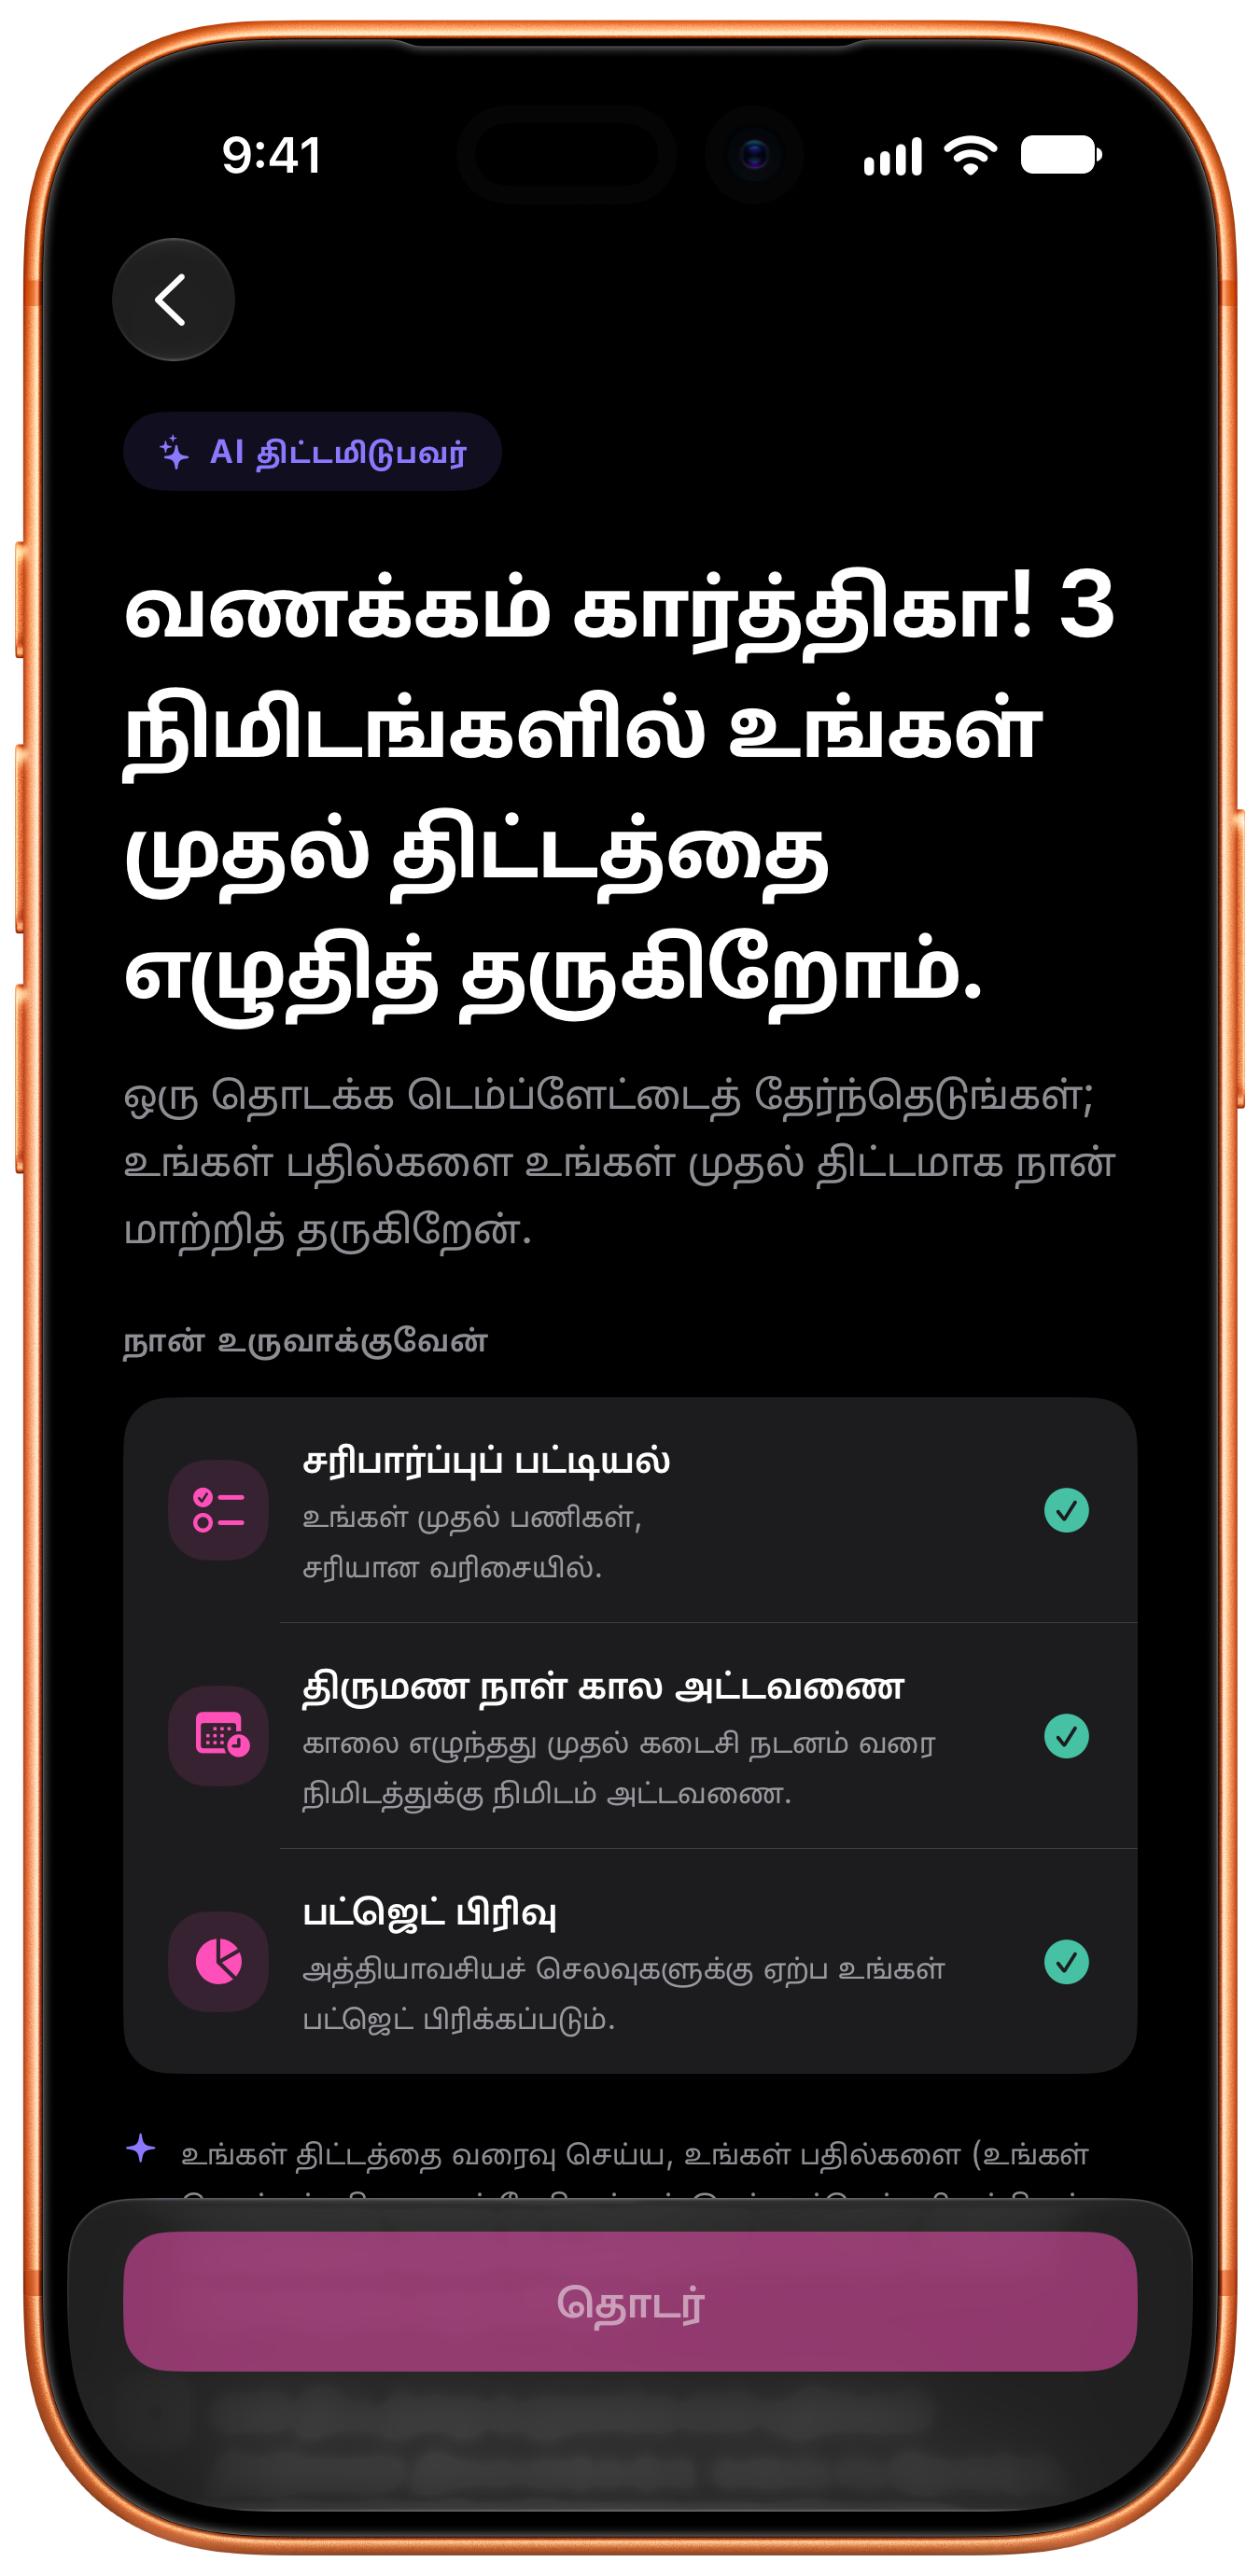 9:41
AI திட்டமிடுபவர்
வணக்கம் கார்த்திகா! 3
நிமிடங்களில் உங்கள்
முதல் திட்டத்தை
எழுதித் தருகிறோம்.
ஒரு தொடக்க டெம்ப்ளேட்டைத் தேர்ந்தெடுங்கள்;
உங்கள் பதில்களை உங்கள் முதல் திட்டமாக நான்
மாற்றித் தருகிறேன்.
நான் உருவாக்குவேன்
சரிபார்ப்புப் பட்டியல்
உங்கள் முதல் பணிகள்,
சரியான வரிசையில்.
திருமண நாள் கால அட்டவணை
காலை எழுந்தது முதல் கடைசி நடனம் வரை
நிமிடத்துக்கு நிமிடம் அட்டவணை.
பட்ஜெட் பிரிவு
அத்தியாவசியச் செலவுகளுக்கு ஏற்ப உங்கள்
பட்ஜெட் பிரிக்கப்படும்.
உங்கள் திட்டத்தை வரைவு செய்ய, உங்கள் பதில்களை (உங்கள்
தொடர்